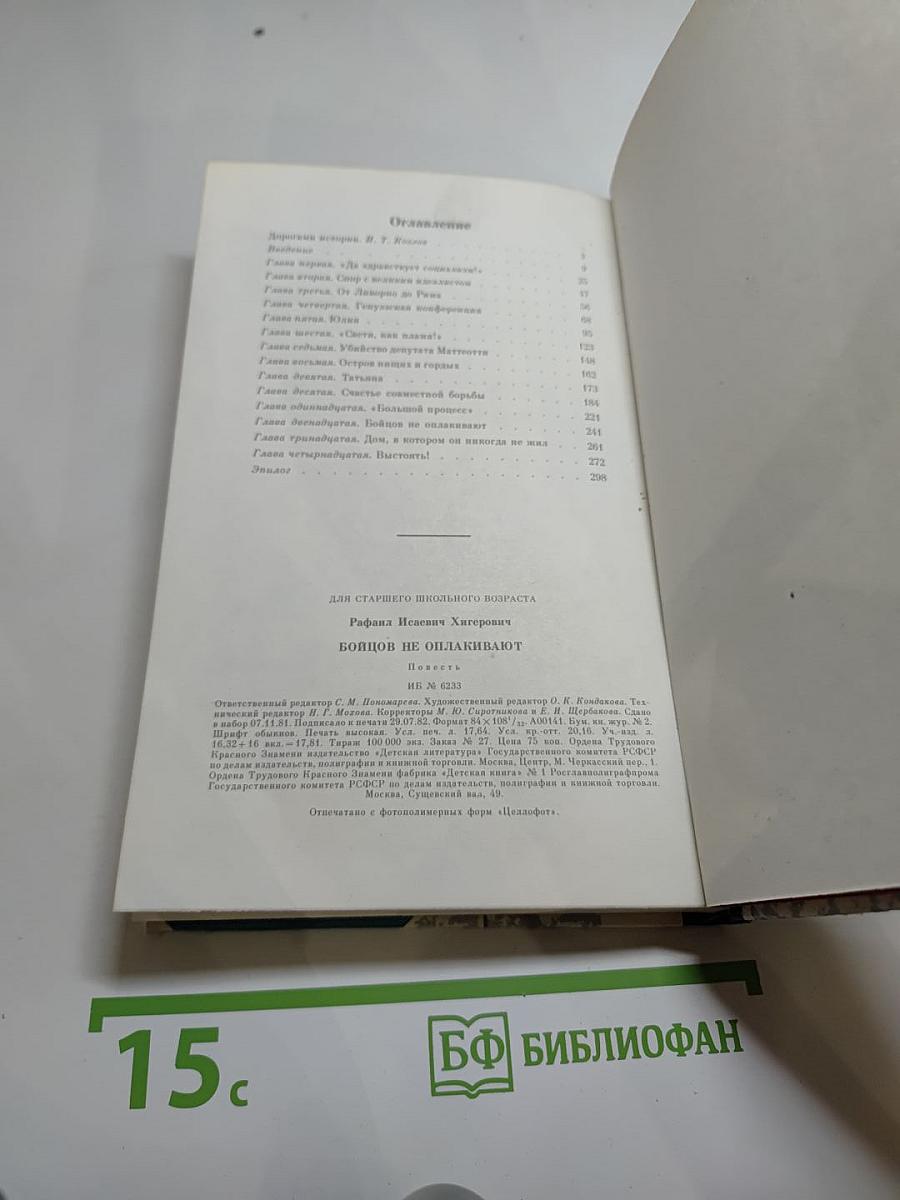 Оглавление
Дорогами истории. Н. Т. Козлов . 5
Введение . . . . . . . . . . 9
Глава первая. «Да здравствует социализм!» 25
Глава вторая. Спор с великим идеалистом . . 47
Глава третья. От Ливорно до Рима . . . . 56
Глава четвертая. Генуэзская конференция . . 68
Глава пятая. Юлия . . . . . . . . . 95
Глава шестая. «Свети, как пламя!» . . . . 123
Глава седьмая. Убийство депутата Маттеотти . . 148
Глава восьмая. Остров нищих и гордых . . . . 162
Глава девятая. Татьяна . . . . . . . . 173
Глава десятая. Счастье совместной борьбы . . . . 184
Глава одиннадцатая. «Большой процесс» . . . . 221
Глава двенадцатая. Бойцов не оплакивают . . . . 241
Глава тринадцатая. Дом, в котором он никогда не жил . . 261
Глава четырнадцатая. Выстоять! . . . . . . 272
Эпилог . . . . . . . . . . . . 298
ДЛЯ СТАРШЕГО ШКОЛЬНОГО ВОЗРАСТА
Рафаил Исаевич Хигерович
БОЙЦОВ НЕ ОПЛАКИВАЮТ
Повесть
ИБ № 6233
Ответственный редактор С. М. Пономарева. Художественный редактор О. К. Кондакова. Тех-
нический редактор Н. Г. Мохова. Корректоры М. Ю. Сиротникова и Е. И. Щербакова. Сдано
в набор 07.11.81. Подписано к печати 29.07.82. Формат 84×108¹/₃₂. А00141. Бум. кн. жур. № 2.
Шрифт обыкнов. Печать высокая. Усл. печ. л. 17,64. Усл. кр.-отт. 20,16. Уч.-изд. л.
16,32+16 вкл.=17,81. Тираж 100 000 экз. Заказ № 27. Цена 75 коп. Ордена Трудового
Красного Знамени издательство «Детская литература» Государственного комитета РСФСР
по делам издательств, полиграфии и книжной торговли. Москва, Центр, М. Черкасский пер., 1.
Ордена Трудового Красного Знамени фабрика «Детская книга» № 1 Росглавполиграфпрома
Государственного комитета РСФСР по делам издательств, полиграфии и книжной торговли.
Москва, Сущевский вал, 49.
Отпечатано с фотополимерных форм «Целлофот».
15 с
БФ БИБЛИОФАН